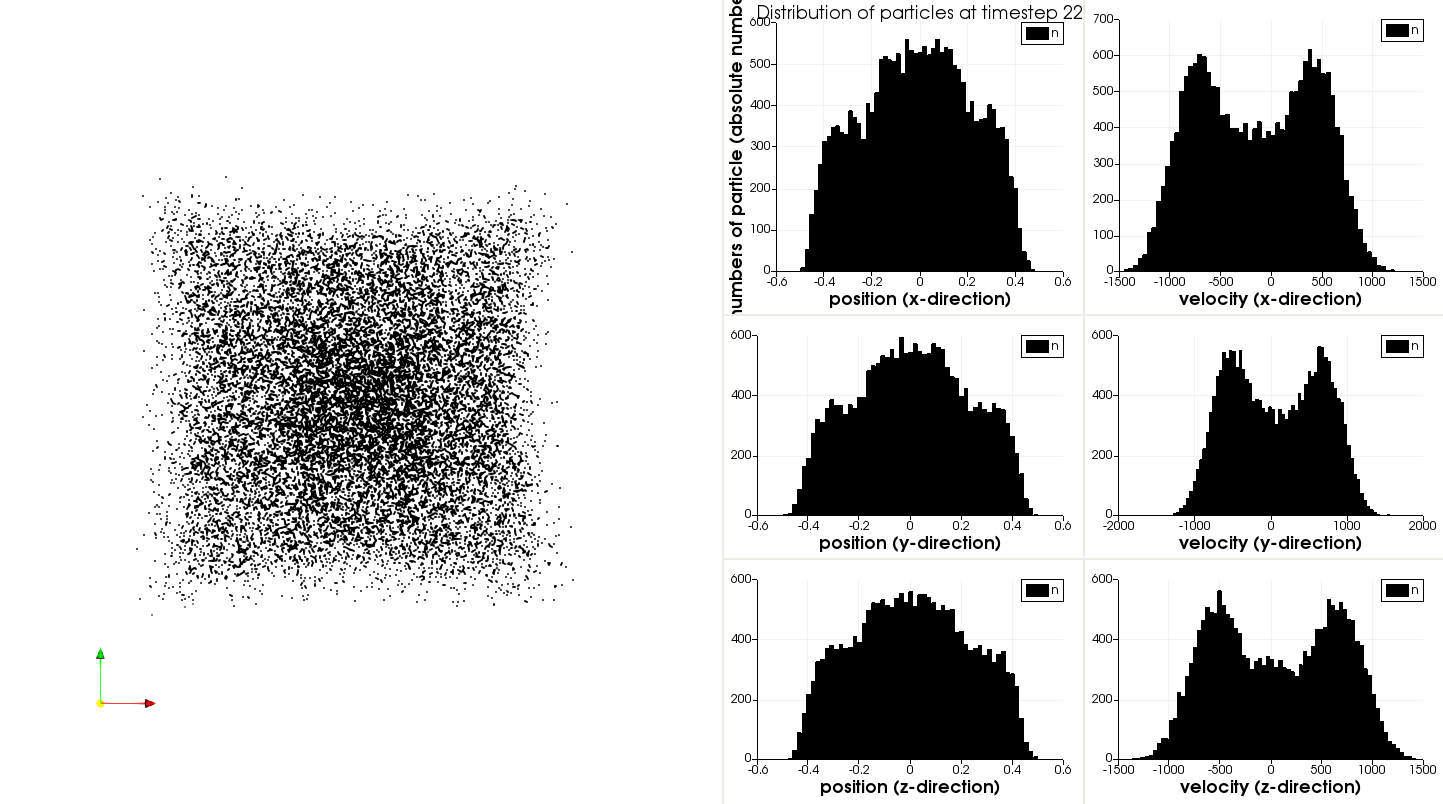 Distribution of particles at timestep 22
numbers of particle (absolute numbe
600
500
400
300
200
100
0
-0.6 -0.4 -0.2 0 0.2 0.4 0.6
position (x-direction)
n
700
600
500
400
300
200
100
0
-1500 -1000 -500 0 500 1000 1500
velocity (x-direction)
n
600
400
200
0
-0.6 -0.4 -0.2 0 0.2 0.4 0.6
position (y-direction)
n
600
400
200
0
-2000 -1000 0 1000 2000
velocity (y-direction)
n
600
400
200
0
-0.6 -0.4 -0.2 0 0.2 0.4 0.6
position (z-direction)
n
600
400
200
0
-1500 -1000 -500 0 500 1000 1500
velocity (z-direction)
n